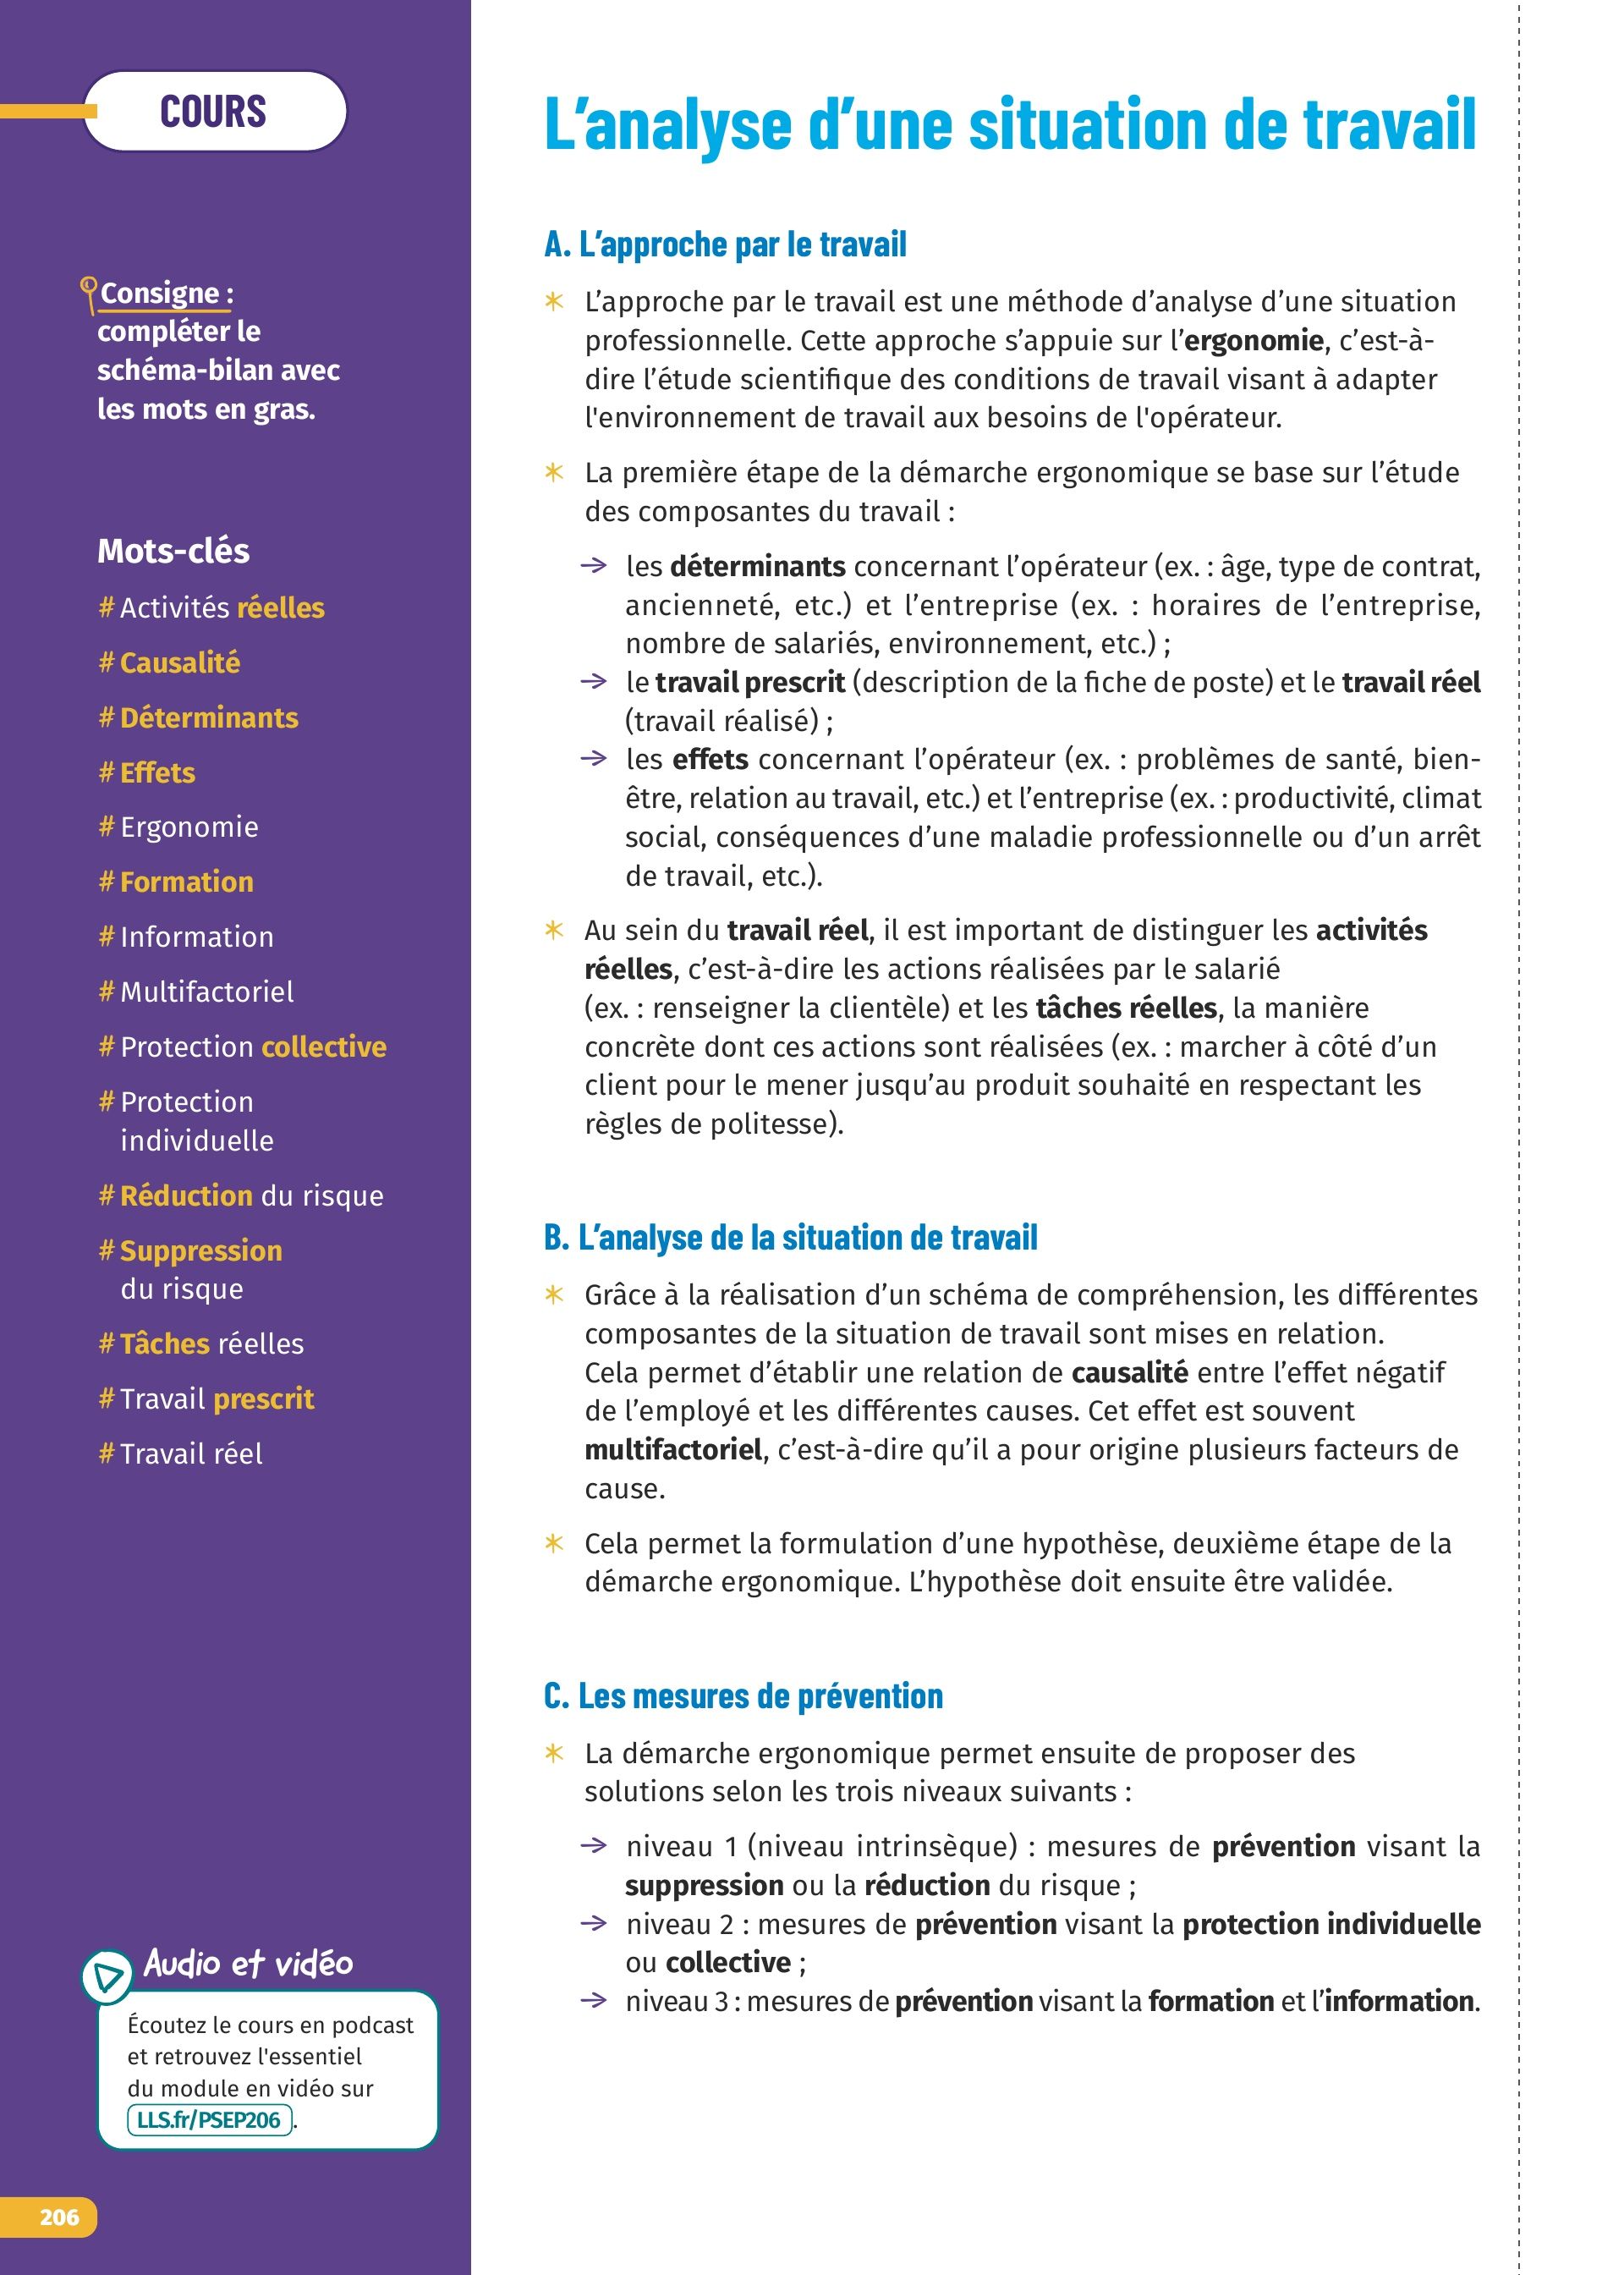 COURS
Consigne :
compléter le
schéma-bilan avec
les mots en gras.
Mots-clés
# Activités réelles
# Causalité
# Déterminants
# Effets
# Ergonomie
# Formation
# Information
# Multifactoriel
# Protection collective
# Protection
individuelle
# Réduction du risque
# Suppression
du risque
# Tâches réelles
# Travail prescrit
# Travail réel
Audio et vidéo
Écoutez le cours en podcast
et retrouvez l'essentiel
du module en vidéo sur
LLS.fr/PSEP206 .
206
L’analyse d’une situation de travail
A. L’approche par le travail
* L’approche par le travail est une méthode d’analyse d’une situation
professionnelle. Cette approche s’appuie sur l’ergonomie, c’est-à-
dire l’étude scientifique des conditions de travail visant à adapter
l'environnement de travail aux besoins de l'opérateur.
* La première étape de la démarche ergonomique se base sur l’étude
des composantes du travail :
→ les déterminants concernant l’opérateur (ex. : âge, type de contrat,
ancienneté, etc.) et l’entreprise (ex. : horaires de l’entreprise,
nombre de salariés, environnement, etc.) ;
→ le travail prescrit (description de la fiche de poste) et le travail réel
(travail réalisé) ;
→ les effets concernant l’opérateur (ex. : problèmes de santé, bien-
être, relation au travail, etc.) et l’entreprise (ex. : productivité, climat
social, conséquences d’une maladie professionnelle ou d’un arrêt
de travail, etc.).
* Au sein du travail réel, il est important de distinguer les activités
réelles, c’est-à-dire les actions réalisées par le salarié
(ex. : renseigner la clientèle) et les tâches réelles, la manière
concrète dont ces actions sont réalisées (ex. : marcher à côté d’un
client pour le mener jusqu’au produit souhaité en respectant les
règles de politesse).
B. L’analyse de la situation de travail
* Grâce à la réalisation d’un schéma de compréhension, les différentes
composantes de la situation de travail sont mises en relation.
Cela permet d’établir une relation de causalité entre l’effet négatif
de l’employé et les différentes causes. Cet effet est souvent
multifactoriel, c’est-à-dire qu’il a pour origine plusieurs facteurs de
cause.
* Cela permet la formulation d’une hypothèse, deuxième étape de la
démarche ergonomique. L’hypothèse doit ensuite être validée.
C. Les mesures de prévention
* La démarche ergonomique permet ensuite de proposer des
solutions selon les trois niveaux suivants :
→ niveau 1 (niveau intrinsèque) : mesures de prévention visant la
suppression ou la réduction du risque ;
→ niveau 2 : mesures de prévention visant la protection individuelle
ou collective ;
→ niveau 3 : mesures de prévention visant la formation et l’information.